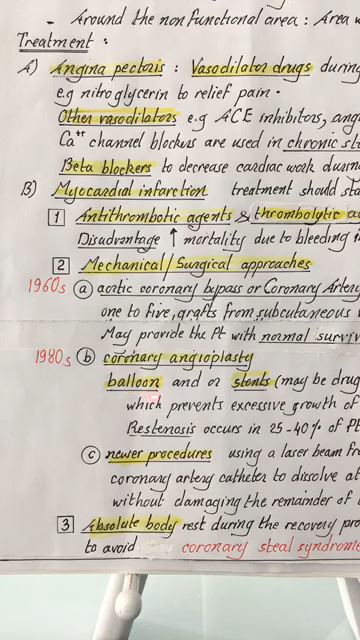 - Around the non functional area : Area
Treatment :
A) Angina pectoris : Vasodilator drugs durin
e.g nitroglycerin to relief pain .
Other vasodilators e.g ACE inhibitors, ang
Ca++ channel blockers are used in chronic st
Beta blockers to decrease cardiac work durin
B) Myocardial infarction treatment should sta
1 Antithrombotic agents & thrombolytic a
Disadvantage ↑ mortality due to bleeding i
2 Mechanical/Surgical approaches
1960s a aortic coronary bypass or Coronary Artery
one to five, grafts from subcutaneous
May provide the Pt with normal surviv
1980s b coronary angioplasty
balloon and or stents (may be drug
which prevents excessive growth of
Restenosis occurs in 25-40% of Pt
c newer procedures using a laser beam fr
coronary artery catheter to dissolve at
without damaging the remainder of
3 Absolute body rest during the recovery pro
to avoid coronary steal syndrome